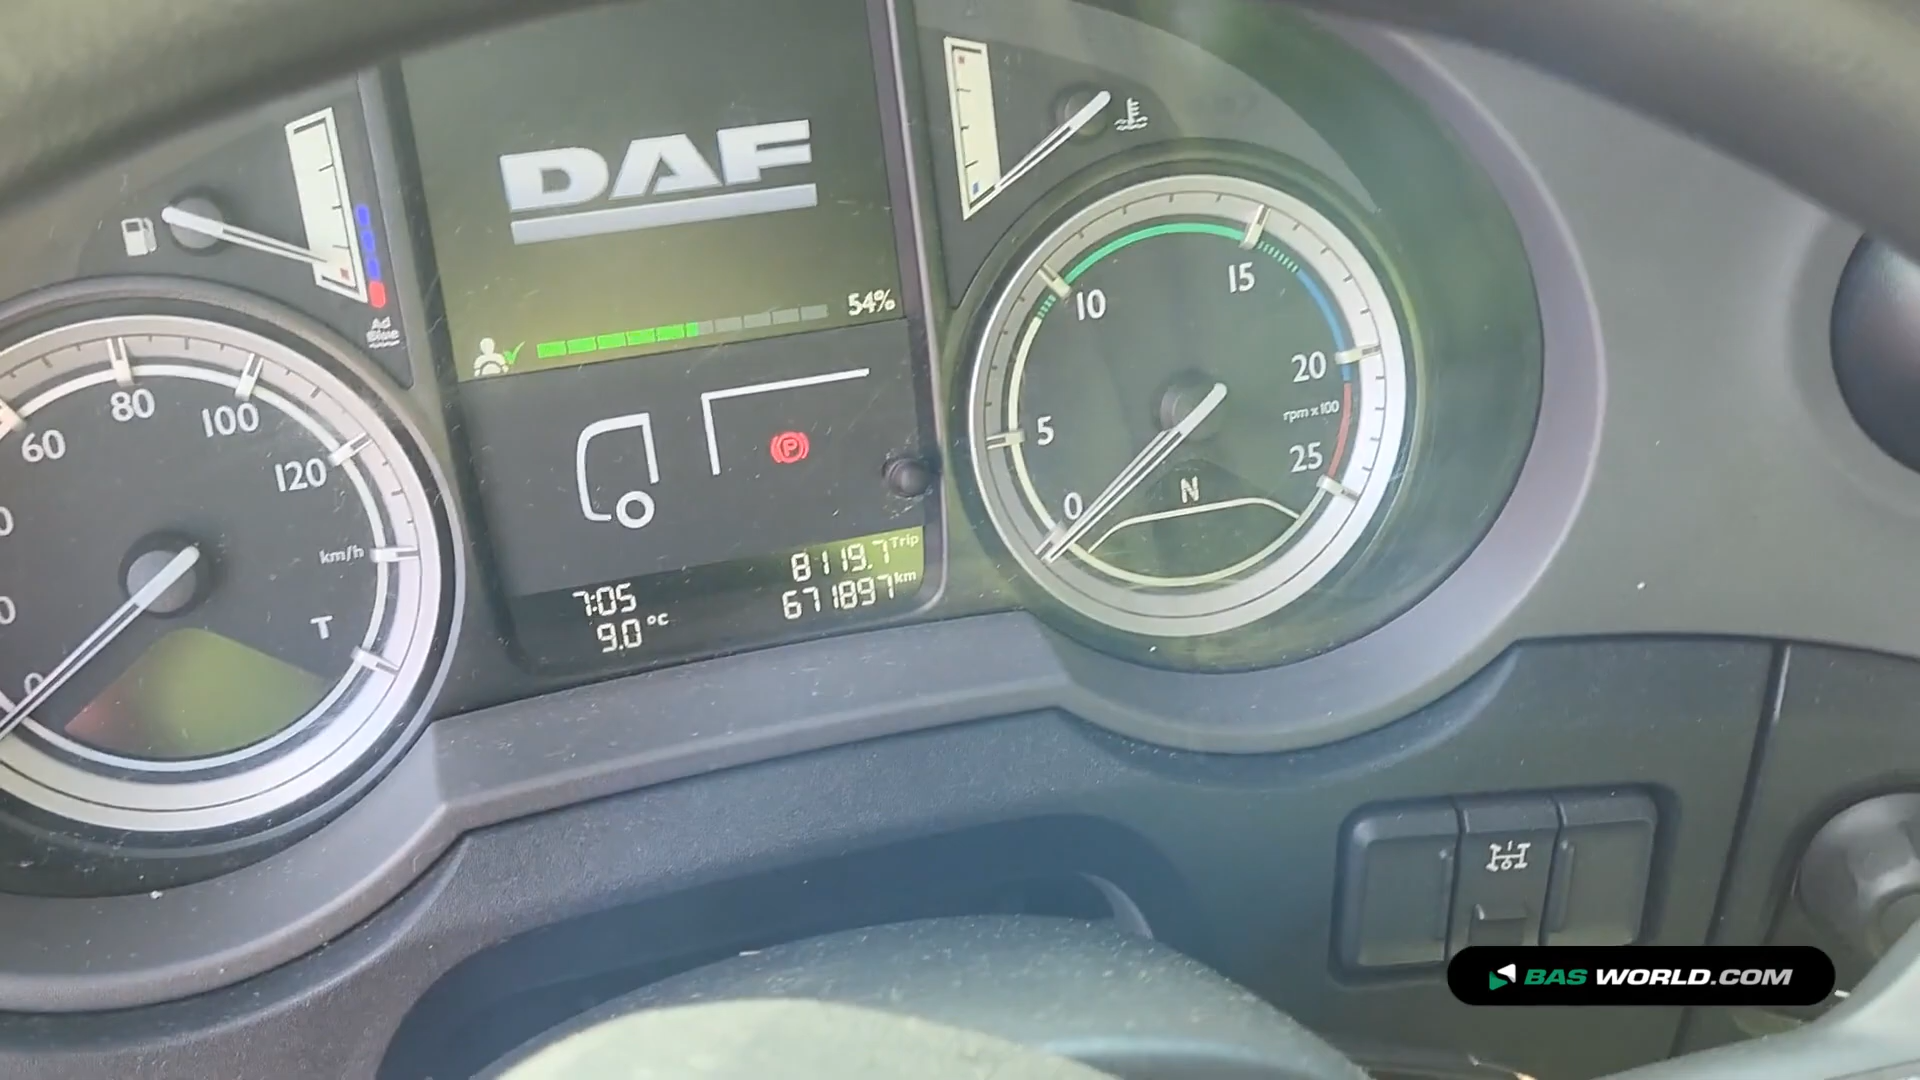 DAF
54%
Ad
Blue
60
80
100
120
km/h
T
0
10
15
20
rpm x 100
25
5
0
N
P
8119.7 Trip
7:05
671897 km
9.0 °C
BAS WORLD.COM